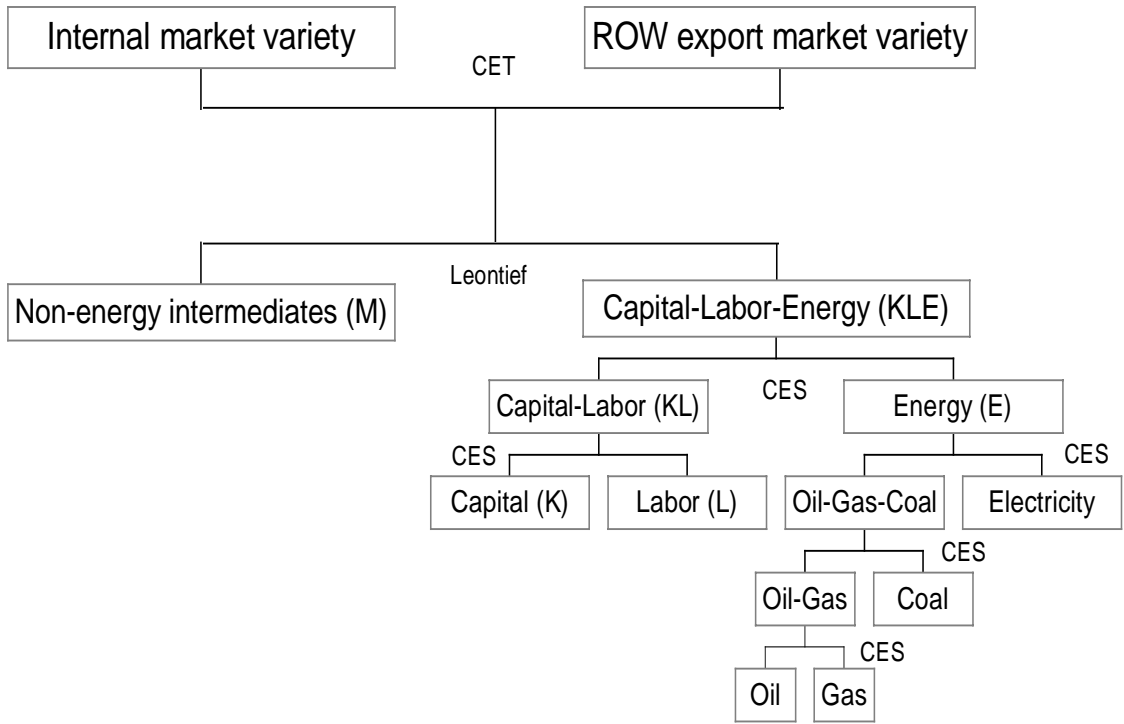 Internal market variety
ROW export market variety
CET
Leontief
Non-energy intermediates (M)
Capital-Labor-Energy (KLE)
CES
Capital-Labor (KL)
Energy (E)
CES
CES
Capital (K)
Labor (L)
Oil-Gas-Coal
Electricity
CES
Oil-Gas
Coal
CES
Oil
Gas